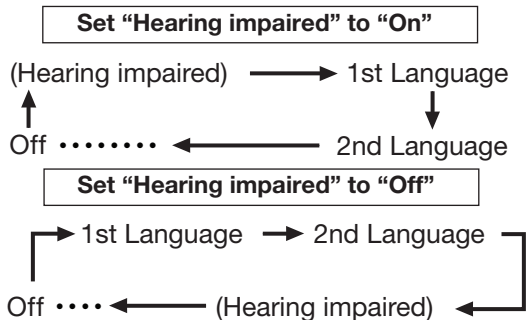 Set “Hearing impaired” to “On”
(Hearing impaired) 1st Language
Off 2nd Language
Set “Hearing impaired” to “Off”
1st Language 2nd Language
Off (Hearing impaired)